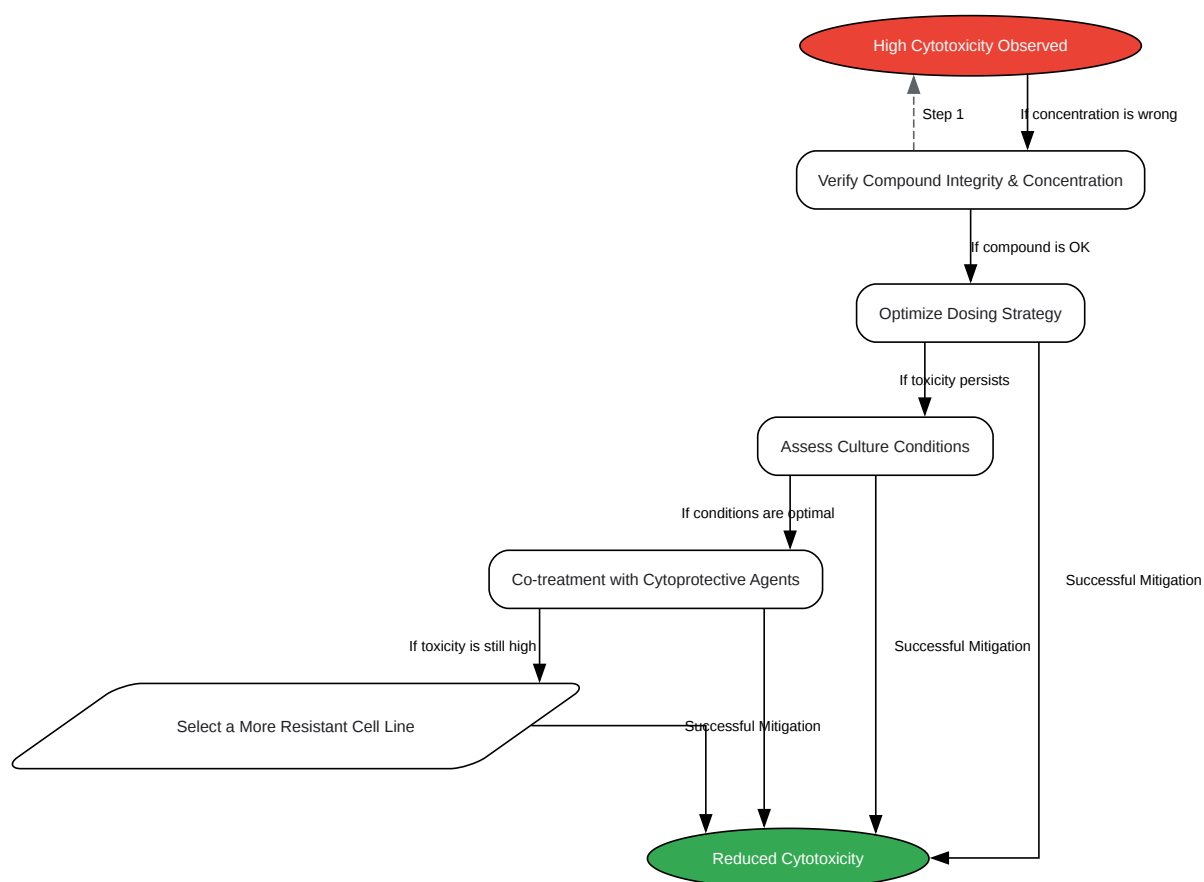 High Cytotoxicity Observed
Step 1
If concentration is wrong
Verify Compound Integrity & Concentration
If compound is OK
Optimize Dosing Strategy
If toxicity persists
Assess Culture Conditions
If conditions are optimal
Co-treatment with Cytoprotective Agents
Successful Mitigation
If toxicity is still high
Successful Mitigation
Select a More Resistant Cell Line
Successful Mitigation
Reduced Cytotoxicity